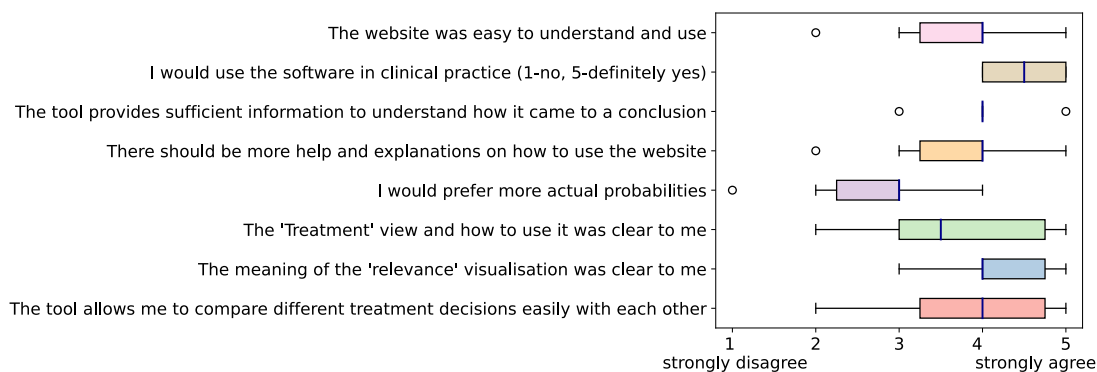 The website was easy to understand and use
I would use the software in clinical practice (1-no, 5-definitely yes)
The tool provides sufficient information to understand how it came to a conclusion
There should be more help and explanations on how to use the website
I would prefer more actual probabilities
The 'Treatment' view and how to use it was clear to me
The meaning of the 'relevance' visualisation was clear to me
The tool allows me to compare different treatment decisions easily with each other
1 2 3 4 5
strongly disagree strongly agree